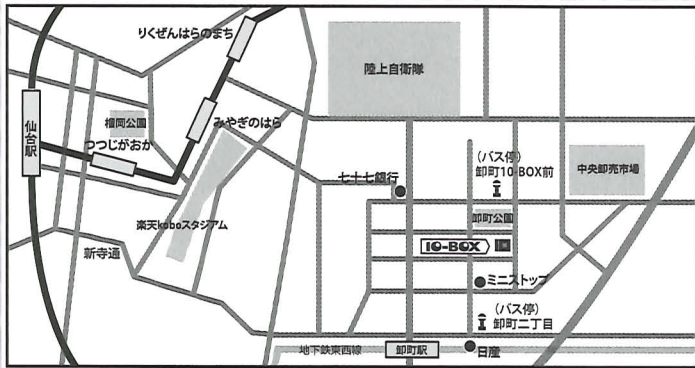 りくぜんはらのまち
陸上自衛隊
仙台駅
榴岡公園
みやぎのはら
つつじがおか
(バス停)
卸町10-BOX前
中央卸売市場
七十七銀行
卸町公園
楽天koboスタジアム
10-BOX
新寺通
ミニストップ
(バス停)
卸町二丁目
地下鉄東西線
卸町駅
日産